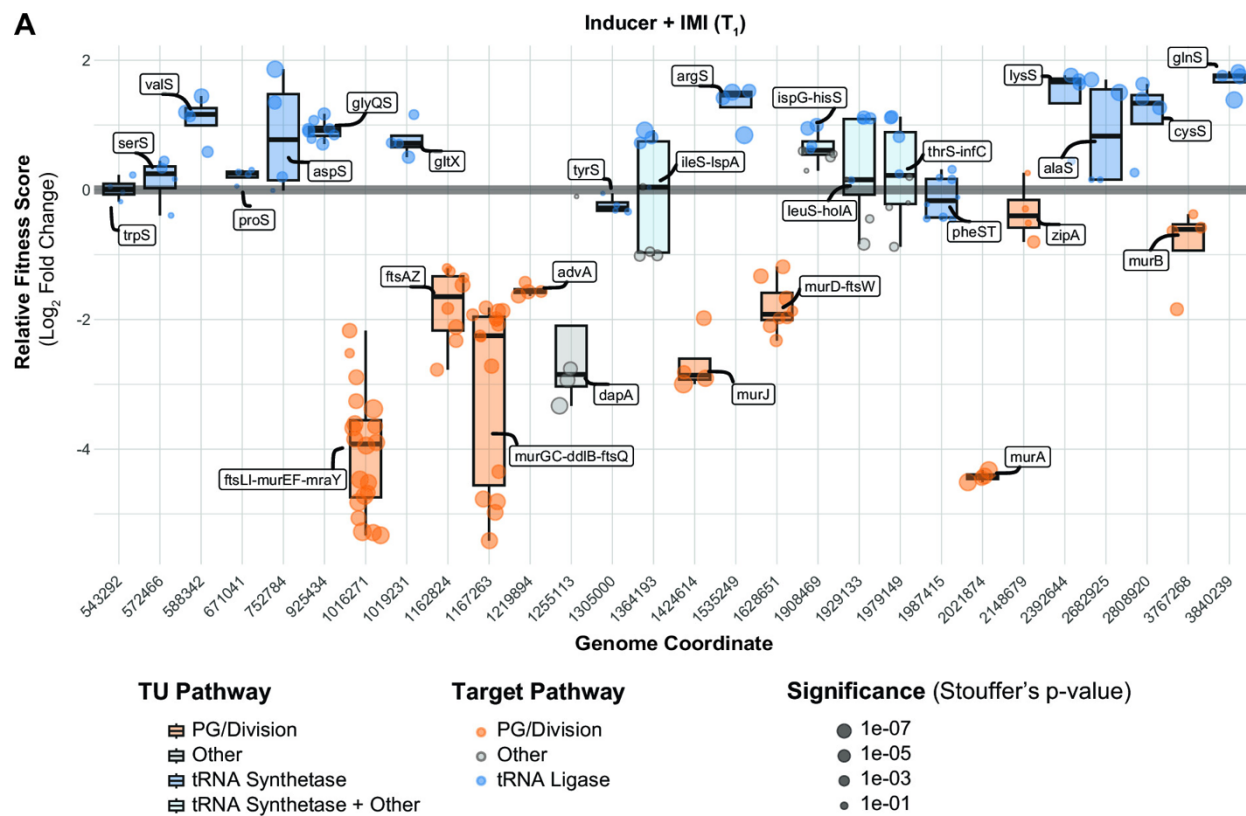 A
Inducer + IMI (T1)
Relative Fitness Score
(Log2 Fold Change)
2
0
-2
-4
valS
serS
trpS
proS
aspS
glyQS
gltX
ftsAZ
advA
ftsLI-murEF-mraY
murGC-ddlB-ftsQ
dapA
tyrS
ileS-lspA
argS
murJ
murD-ftsW
ispG-hisS
leuS-holA
thrS-infC
pheST
murA
zipA
lysS
alaS
cysS
murB
glnS
543292
572466
588342
671041
752784
925434
1016271
1019231
1162824
1167263
1219894
1255113
1305000
1364193
1424614
1535249
1628651
1908469
1929133
1979149
1987415
2021874
2148679
2392644
2682925
2808920
3767268
3840239
Genome Coordinate
TU Pathway
PG/Division
Other
tRNA Synthetase
tRNA Synthetase + Other
Target Pathway
PG/Division
Other
tRNA Ligase
Significance (Stouffer's p-value)
1e-07
1e-05
1e-03
1e-01